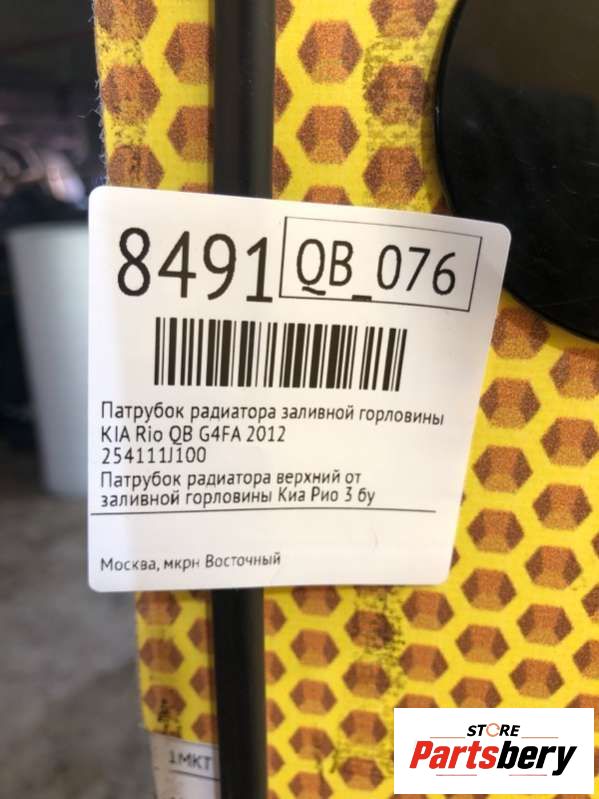 8491 QB_076
Патрубок радиатора заливной горловины
KIA Rio QB G4FA 2012
254111J100
Патрубок радиатора верхний от
заливной горловины Киа Рио 3 бу
Москва, мкрн Восточный
1МКТ
STORE
Partsbery